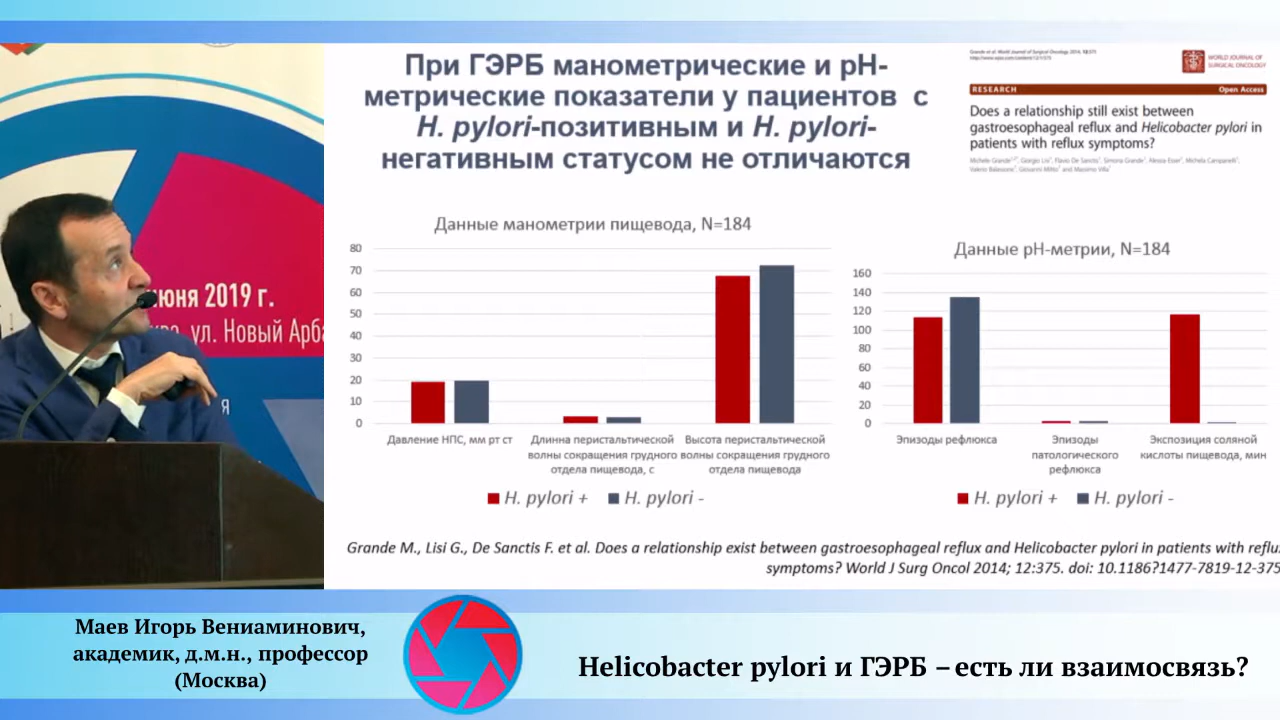 июня 2019 г.
ул. Новый Арба
я
При ГЭРБ манометрические и pH-
метрические показатели у пациентов с
H. pylori-позитивным и H. pylori-
негативным статусом не отличаются
WORLD JOURNAL OF
SURGICAL ONCOLOGY
RESEARCH Open Access
Does a relationship still exist between
gastroesophageal reflux and Helicobacter pylori in
patients with reflux symptoms?
Данные манометрии пищевода, N=184
80
70
60
50
40
30
20
10
0
Давление НПС, мм рт ст
Длинна перистальтической
волны сокращения грудного
отдела пищевода, с
Высота перистальтической
волны сокращения грудного
отдела пищевода
H. pylori + H. pylori -
Данные pH-метрии, N=184
160
140
120
100
80
60
40
20
0
Эпизоды рефлюкса
Эпизоды
патологического
рефлюкса
Экспозиция соляной
кислоты пищевода, мин
H. pylori + H. pylori -
Grande M., Lisi G., De Sanctis F. et al. Does a relationship exist between gastroesophageal reflux and Helicobacter pylori in patients with reflu
symptoms? World J Surg Oncol 2014; 12:375. doi: 10.1186?1477-7819-12-375
Маев Игорь Вениаминович,
академик, д.м.н., профессор
(Москва)
Helicobacter pylori и ГЭРБ – есть ли взаимосвязь?